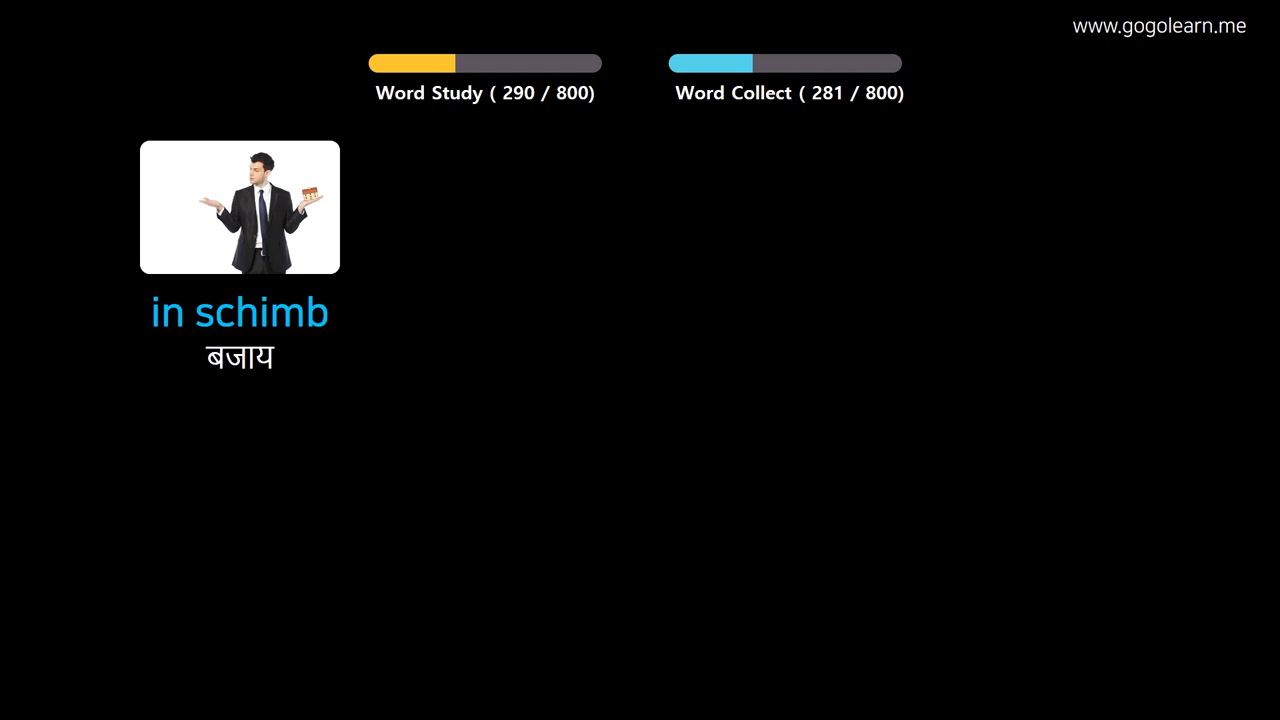 www.gogolearn.me
Word Study ( 290 / 800)
Word Collect ( 281 / 800)
in schimb
बजाय